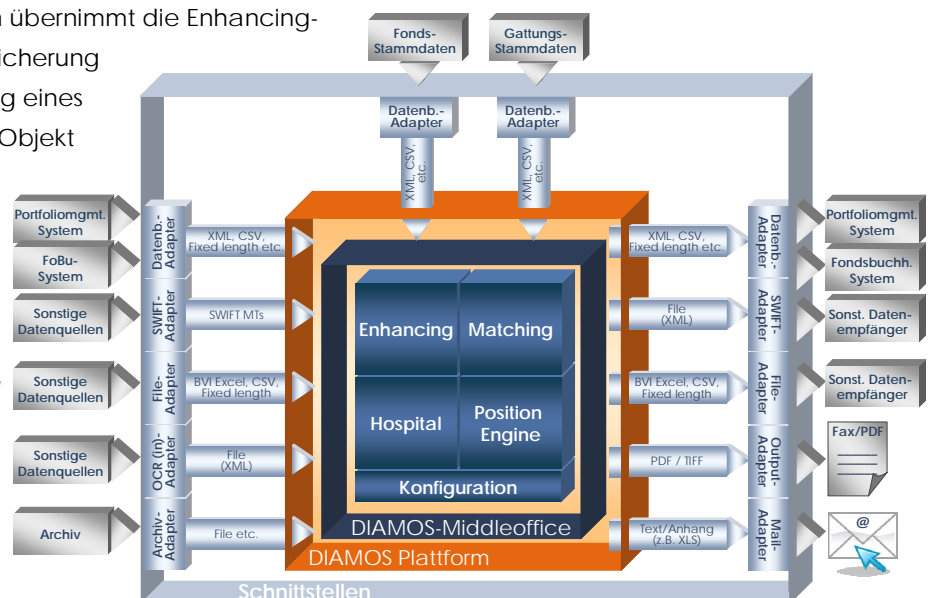 übernimmt die Enhancing-
icherung
g eines
Objekt
Fonds-
Stammdaten
Gattungs-
Stammdaten
Datenb.-
Adapter
Datenb.-
Adapter
XML, CSV,
etc.
XML, CSV,
etc.
Portfoliomgmt.
System
FoBu-
System
Sonstige
Datenquellen
Sonstige
Datenquellen
Sonstige
Datenquellen
Archiv
Datenb.-
Adapter
SWIFT-
Adapter
File-
Adapter
OCR (in)-
Adapter
Archiv-
Adapter
XML, CSV,
Fixed length etc.
SWIFT MTs
BVI Excel, CSV,
Fixed length
File
(XML)
File etc.
Enhancing
Matching
Hospital
Position
Engine
Konfiguration
DIAMOS-Middleoffice
DIAMOS Plattform
Schnittstellen
XML, CSV,
Fixed length etc.
File
(XML)
BVI Excel, CSV,
Fixed length
PDF / TIFF
Text/Anhang
(z.B. XLS)
Datenb.-
Adapter
SWIFT-
Adapter
File-
Adapter
Output-
Adapter
Mail-
Adapter
Portfoliomgmt.
System
Fondsbuchh.
System
Sonst. Daten-
empfänger
Sonst. Daten-
empfänger
Fax/PDF
@